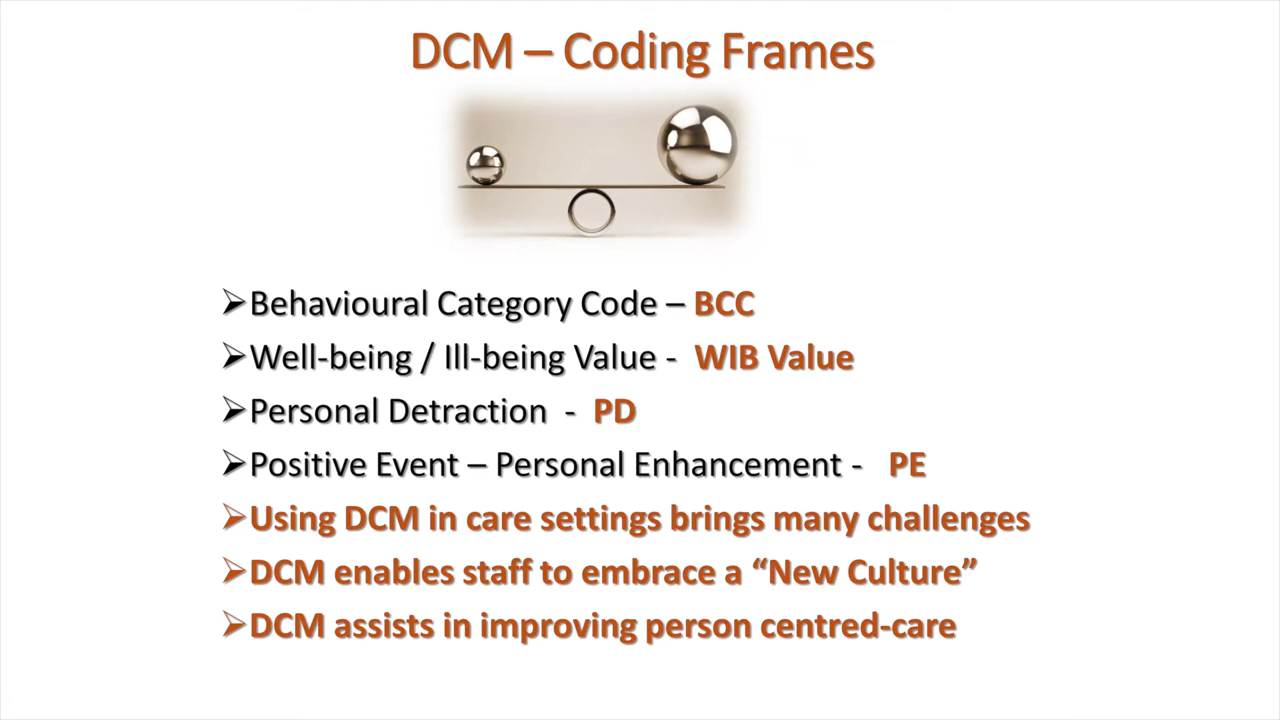 DCM – Coding Frames
➢Behavioural Category Code – BCC
➢Well-being / Ill-being Value - WIB Value
➢Personal Detraction - PD
➢Positive Event – Personal Enhancement - PE
➢Using DCM in care settings brings many challenges
➢DCM enables staff to embrace a “New Culture”
➢DCM assists in improving person centred-care